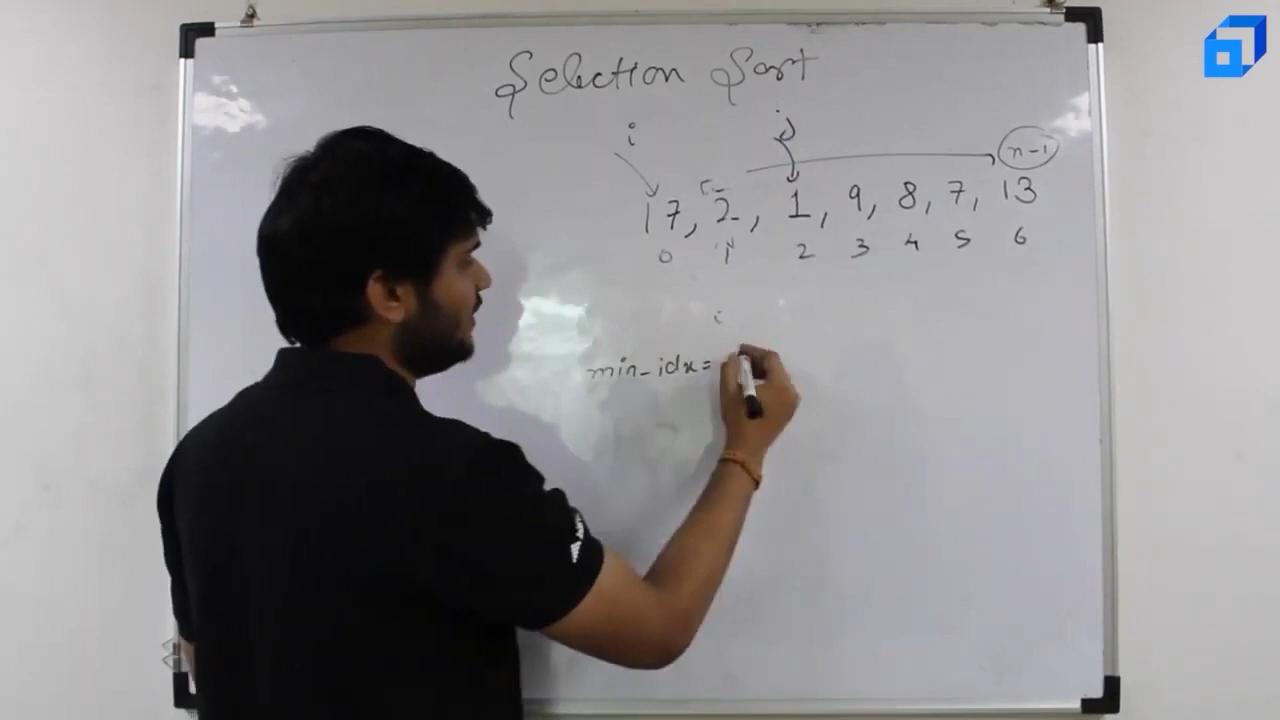 Selection Sort
i j
n-1
17, 2, 1, 9, 8, 7, 13
0 1 2 3 4 5 6
i
min_idx=